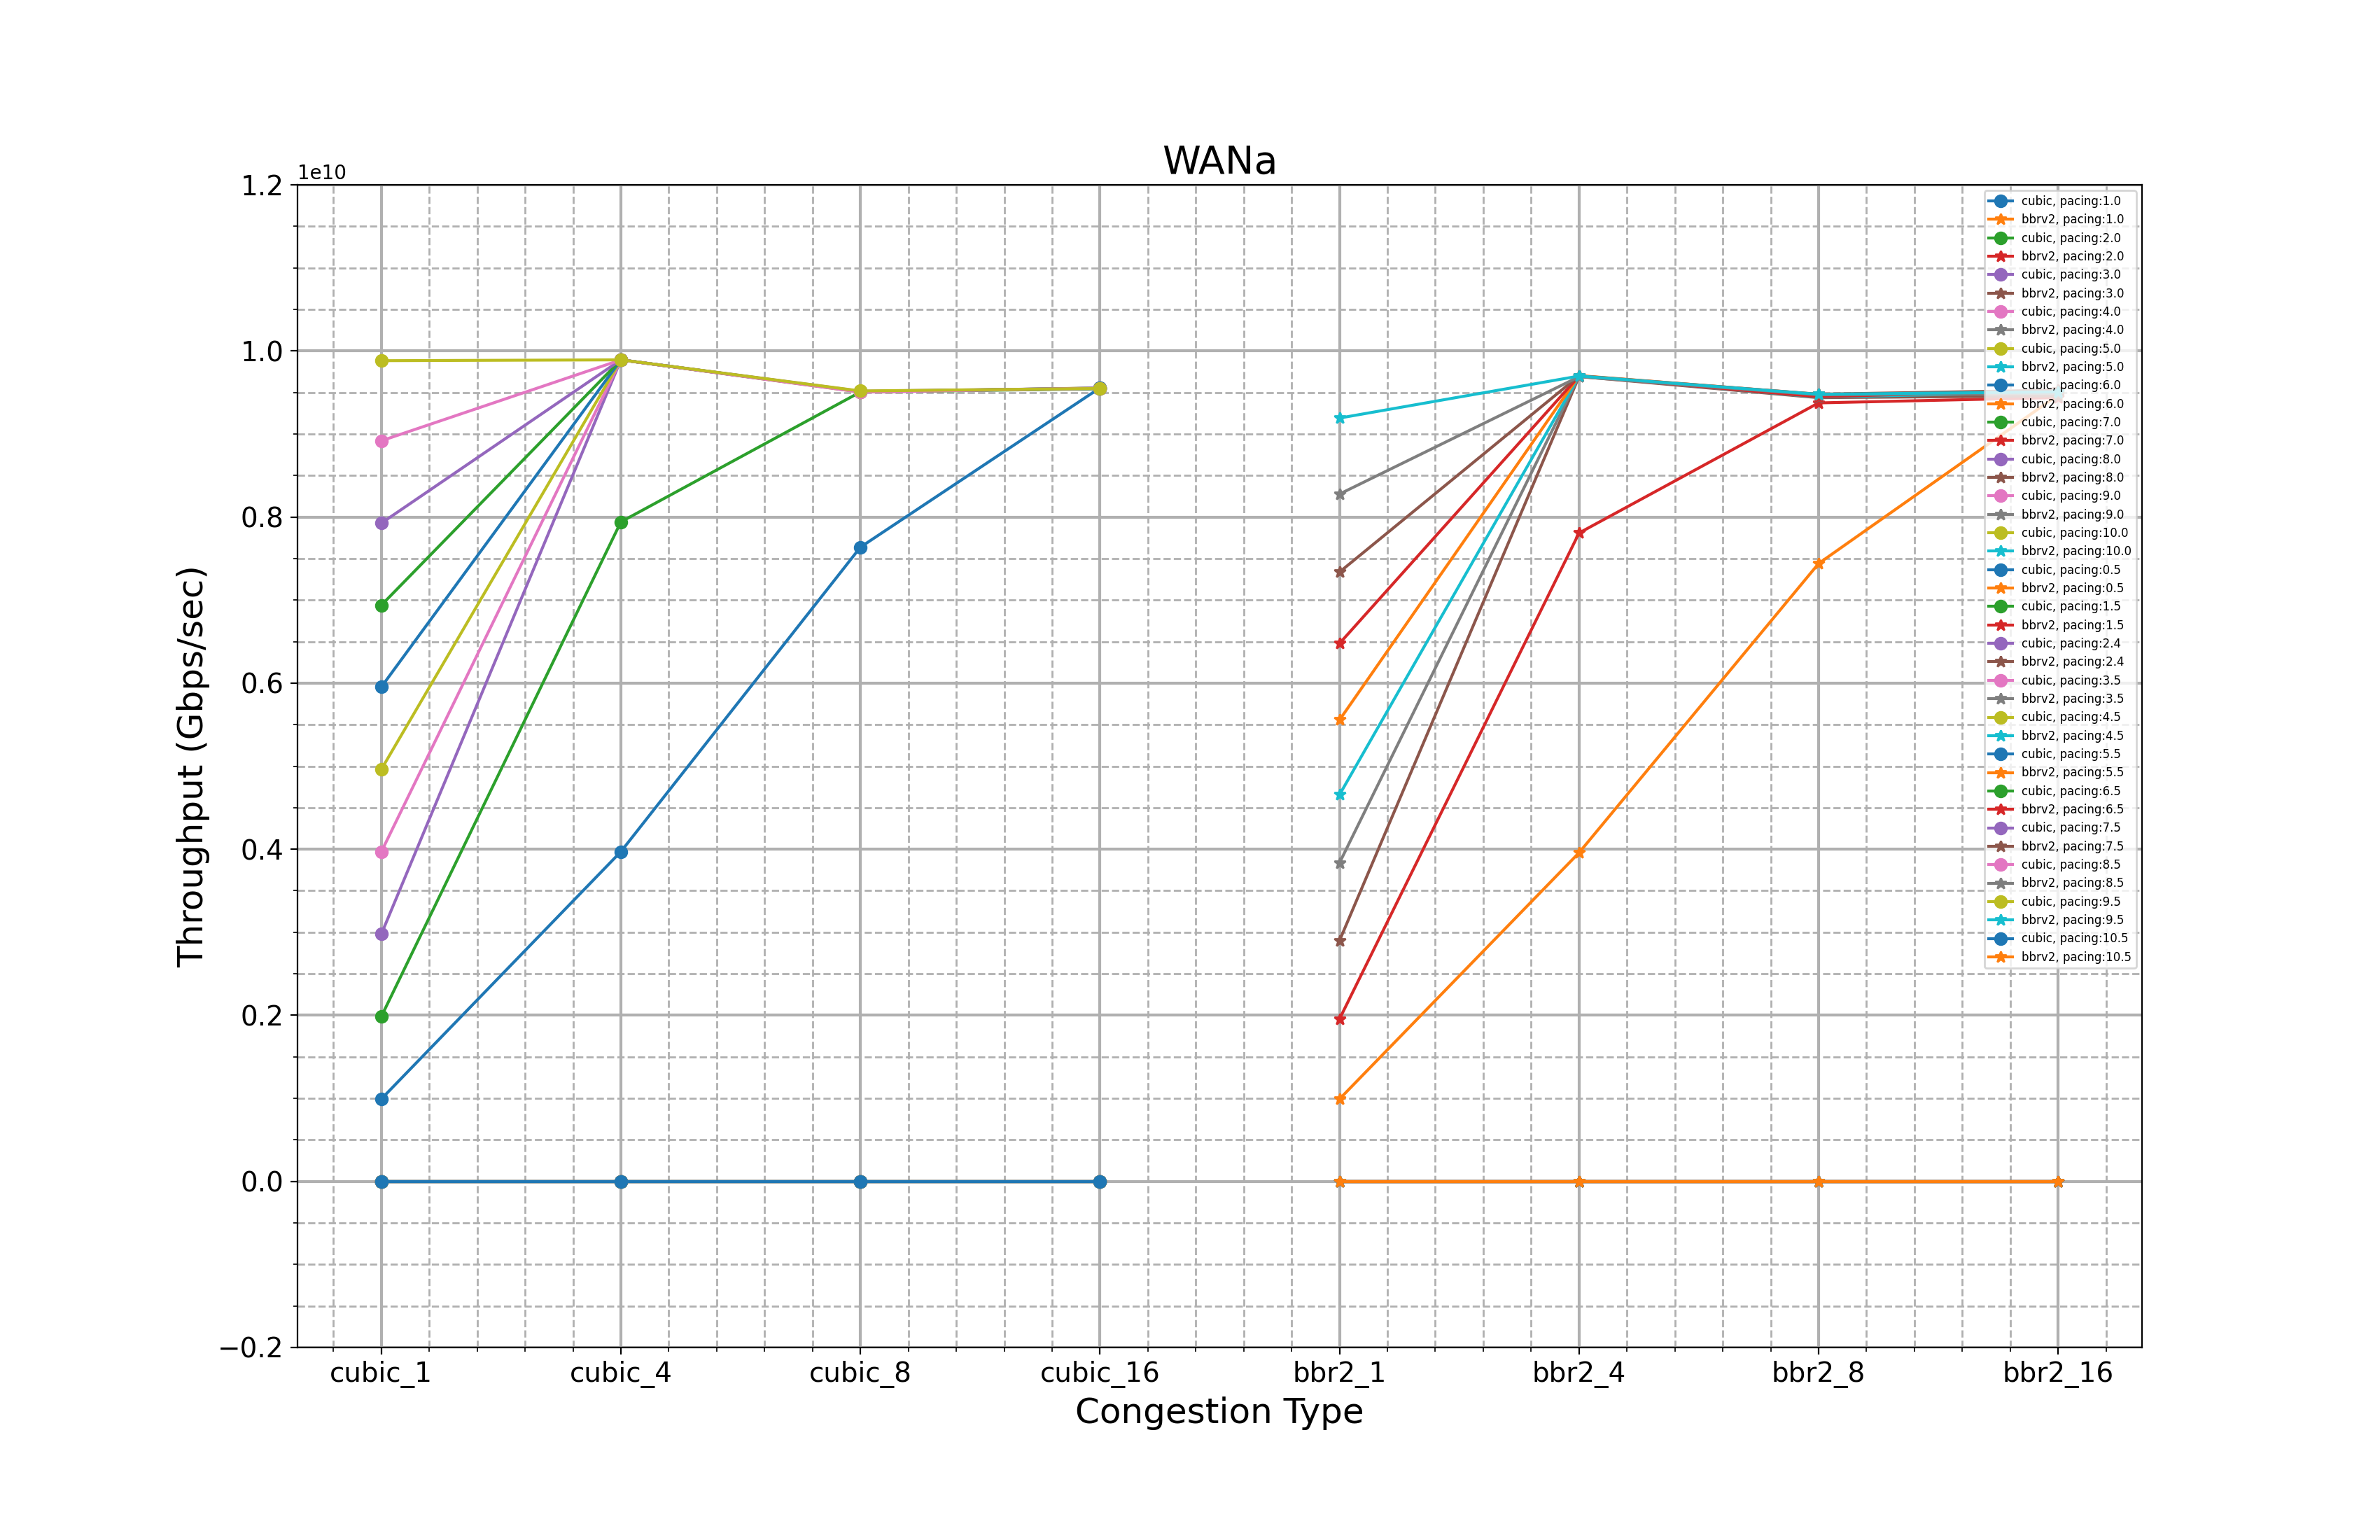 WANa
1e10
1.2
1.0
0.8
0.6
0.4
0.2
0.0
−0.2
Throughput (Gbps/sec)
cubic, pacing:1.0
bbrv2, pacing:1.0
cubic, pacing:2.0
bbrv2, pacing:2.0
cubic, pacing:3.0
bbrv2, pacing:3.0
cubic, pacing:4.0
bbrv2, pacing:4.0
cubic, pacing:5.0
bbrv2, pacing:5.0
cubic, pacing:6.0
bbrv2, pacing:6.0
cubic, pacing:7.0
bbrv2, pacing:7.0
cubic, pacing:8.0
bbrv2, pacing:8.0
cubic, pacing:9.0
bbrv2, pacing:9.0
cubic, pacing:10.0
bbrv2, pacing:10.0
cubic, pacing:0.5
bbrv2, pacing:0.5
cubic, pacing:1.5
bbrv2, pacing:1.5
cubic, pacing:2.4
bbrv2, pacing:2.4
cubic, pacing:3.5
bbrv2, pacing:3.5
cubic, pacing:4.5
bbrv2, pacing:4.5
cubic, pacing:5.5
bbrv2, pacing:5.5
cubic, pacing:6.5
bbrv2, pacing:6.5
cubic, pacing:7.5
bbrv2, pacing:7.5
cubic, pacing:8.5
bbrv2, pacing:8.5
cubic, pacing:9.5
bbrv2, pacing:9.5
cubic, pacing:10.5
bbrv2, pacing:10.5
cubic_1 cubic_4 cubic_8 cubic_16 bbr2_1 bbr2_4 bbr2_8 bbr2_16
Congestion Type